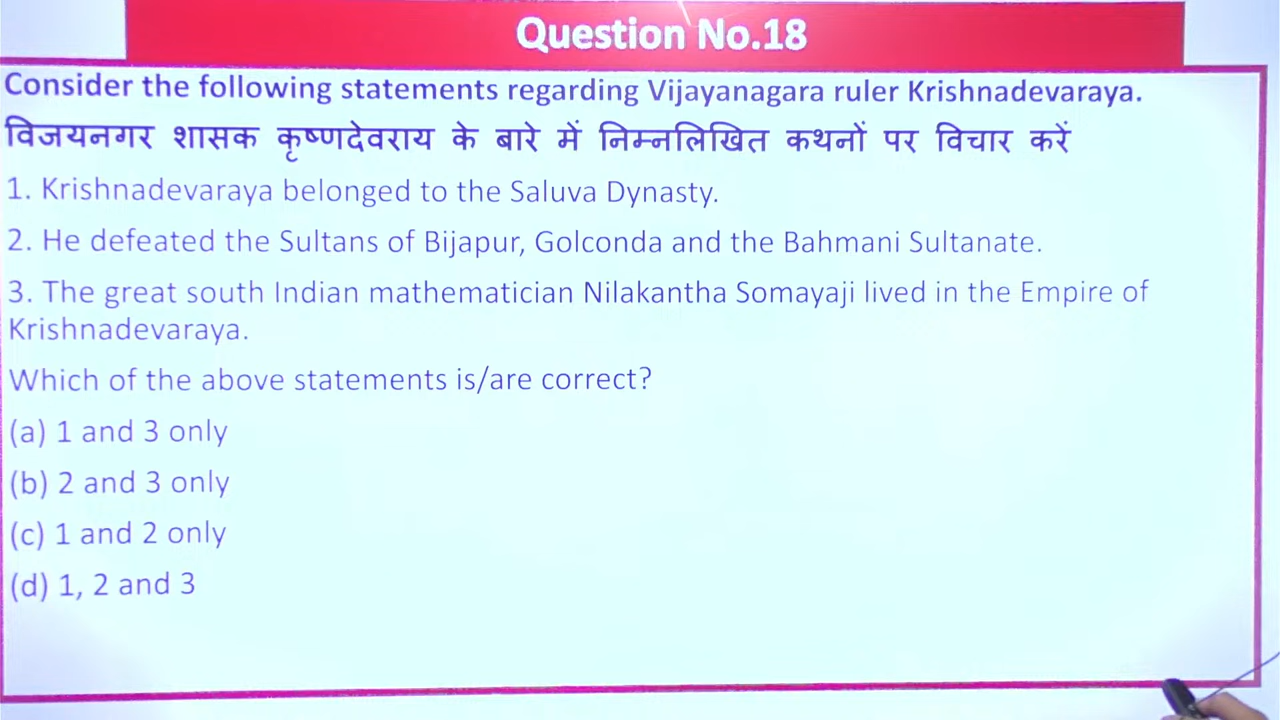 Question No.18
Consider the following statements regarding Vijayanagara ruler Krishnadevaraya.
विजयनगर शासक कृष्णदेवराय के बारे में निम्नलिखित कथनों पर विचार करें
1. Krishnadevaraya belonged to the Saluva Dynasty.
2. He defeated the Sultans of Bijapur, Golconda and the Bahmani Sultanate.
3. The great south Indian mathematician Nilakantha Somayaji lived in the Empire of
Krishnadevaraya.
Which of the above statements is/are correct?
(a) 1 and 3 only
(b) 2 and 3 only
(c) 1 and 2 only
(d) 1, 2 and 3